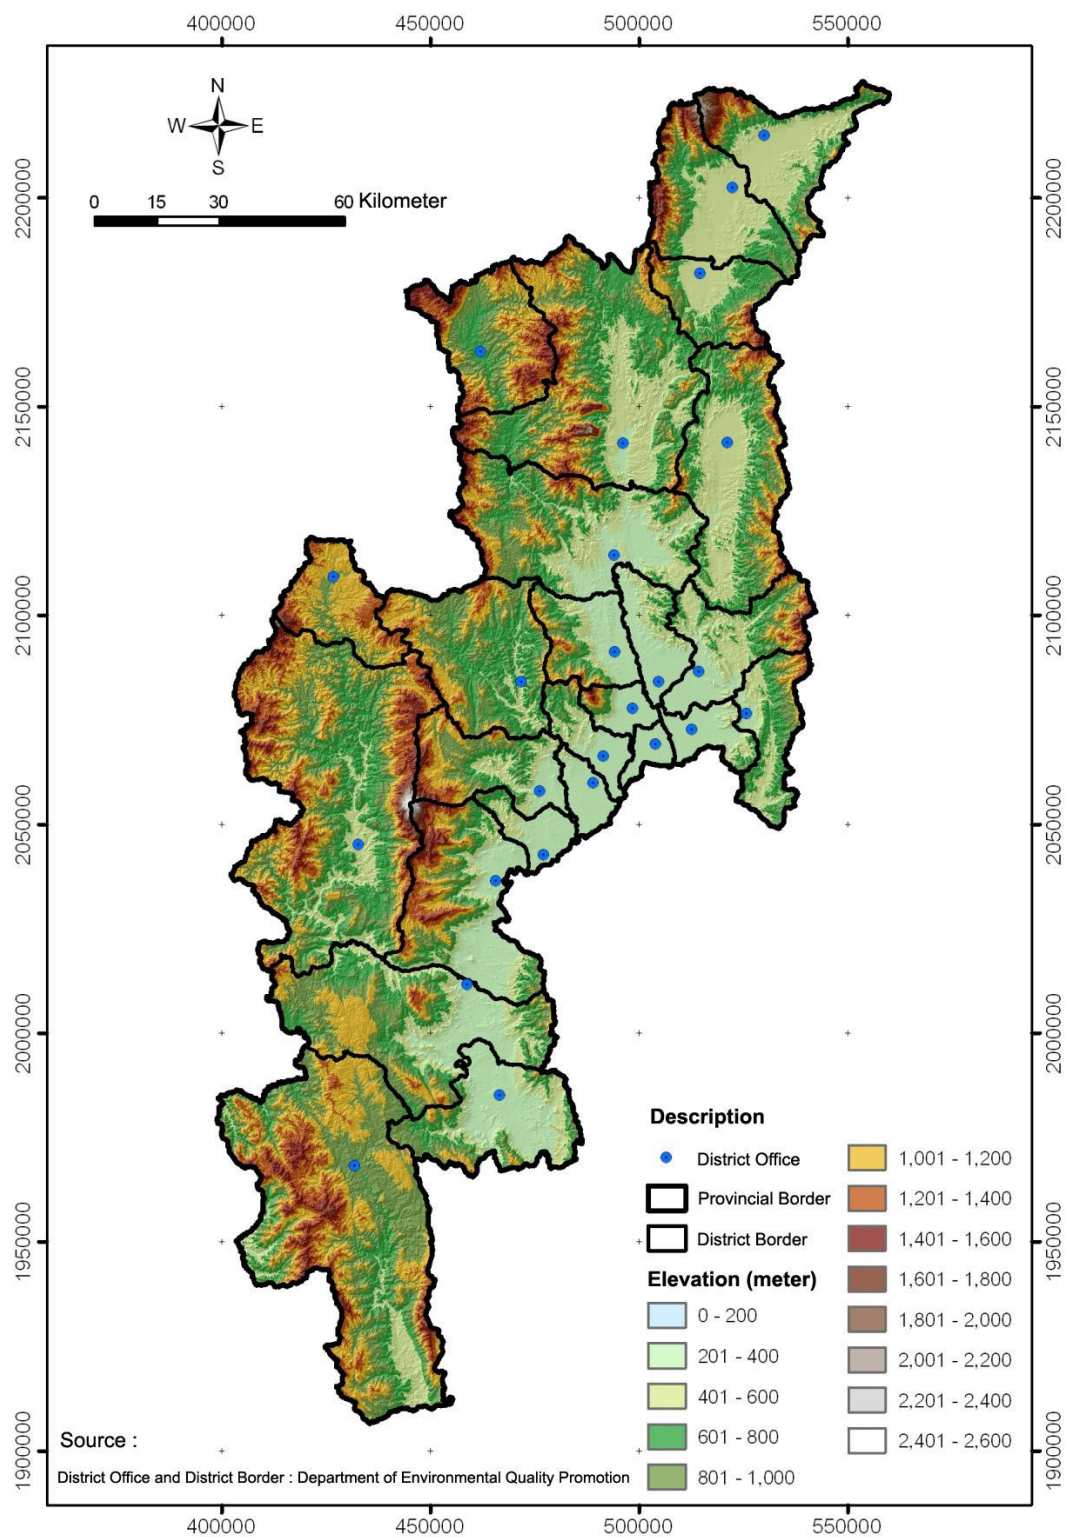 400000 450000 500000 550000
N
W E
S
0 15 30 60 Kilometer
2200000 2200000
2150000 2150000
2100000 2100000
2050000 2050000
2000000 2000000
1950000 1950000
1900000 1900000
Description
District Office
Provincial Border
District Border
Elevation (meter)
0 - 200
201 - 400
401 - 600
601 - 800
801 - 1,000
1,001 - 1,200
1,201 - 1,400
1,401 - 1,600
1,601 - 1,800
1,801 - 2,000
2,001 - 2,200
2,201 - 2,400
2,401 - 2,600
Source :
District Office and District Border : Department of Environmental Quality Promotion
400000 450000 500000 550000